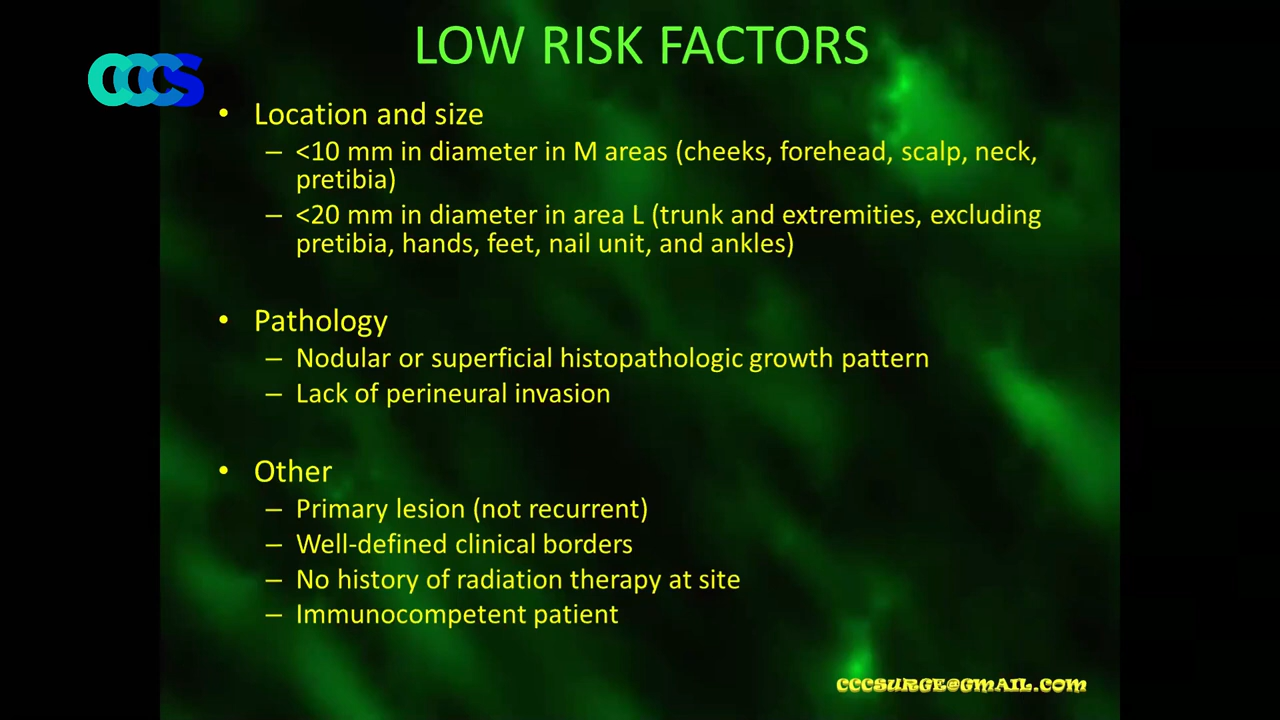 LOW RISK FACTORS
CCCS
• Location and size
– <10 mm in diameter in M areas (cheeks, forehead, scalp, neck,
pretibia)
– <20 mm in diameter in area L (trunk and extremities, excluding
pretibia, hands, feet, nail unit, and ankles)
• Pathology
– Nodular or superficial histopathologic growth pattern
– Lack of perineural invasion
• Other
– Primary lesion (not recurrent)
– Well-defined clinical borders
– No history of radiation therapy at site
– Immunocompetent patient
CCCSURGE@GMAIL.COM